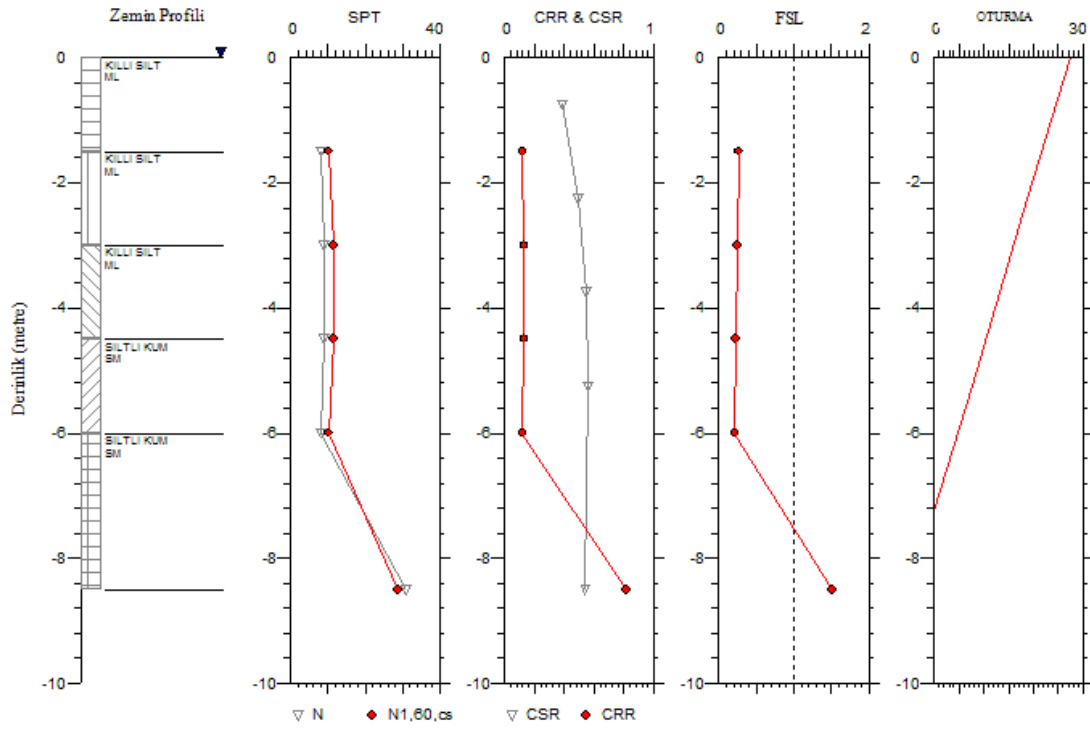 Zemin Profili
SPT
CRR & CSR
FSL
OTURMA
0
40
0
1
0
2
0
30
0
0
0
0
0
KILLI SILT
ML
KILLI SILT
ML
-2
-2
-2
-2
-2
KILLI SILT
ML
-4
-4
-4
-4
-4
SILTLI KUM
SM
Derinlik (metre)
-6
-6
-6
-6
-6
SILTLI KUM
SM
-8
-8
-8
-8
-8
-10
-10
-10
-10
-10
N
N1,60,cs
CSR
CRR